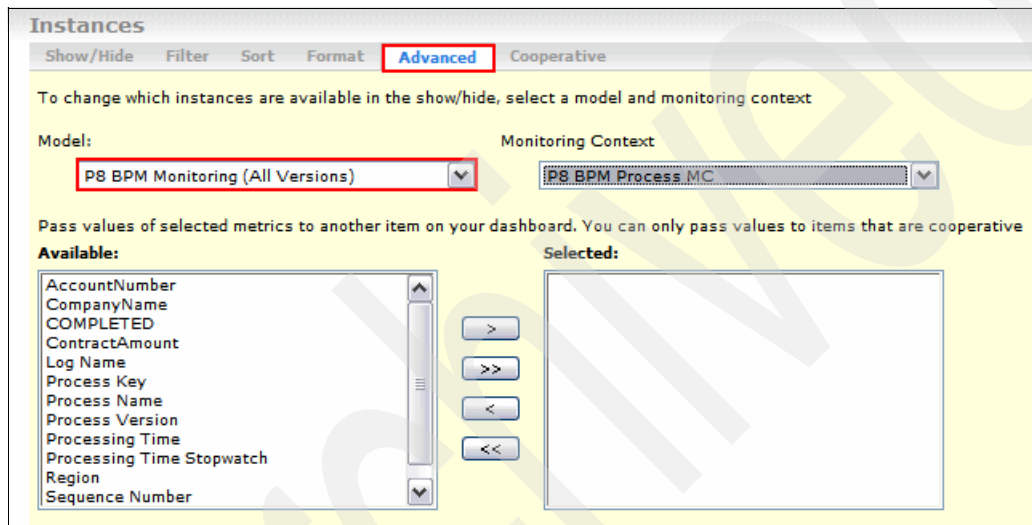 Instances
Show/Hide Filter Sort Format Advanced Cooperative
To change which instances are available in the show/hide, select a model and monitoring context
Model: Monitoring Context
P8 BPM Monitoring (All Versions) P8 BPM Process MC
Pass values of selected metrics to another item on your dashboard. You can only pass values to items that are cooperative
Available: Selected:
AccountNumber
CompanyName
COMPLETED
ContractAmount
Log Name
Process Key
Process Name
Process Version
Processing Time
Processing Time Stopwatch
Region
Sequence Number
>
>>
<
<<